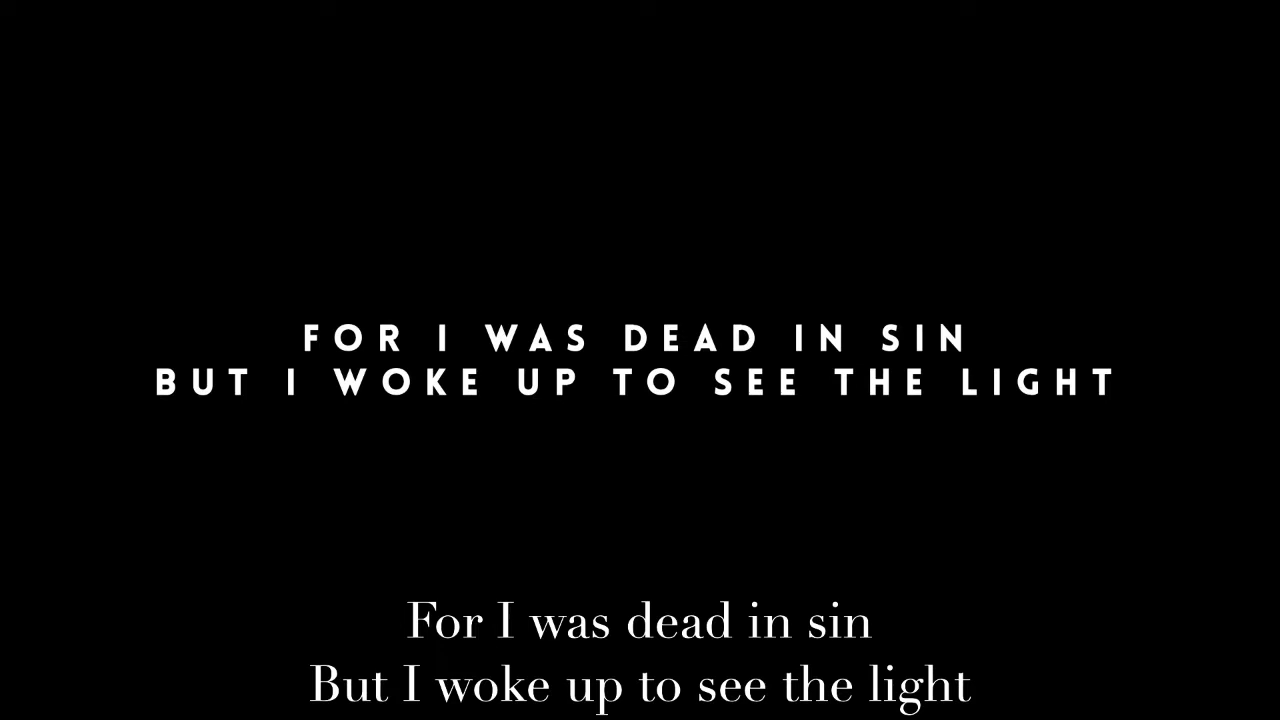 FOR I WAS DEAD IN SIN
BUT I WOKE UP TO SEE THE LIGHT
For I was dead in sin
But I woke up to see the light